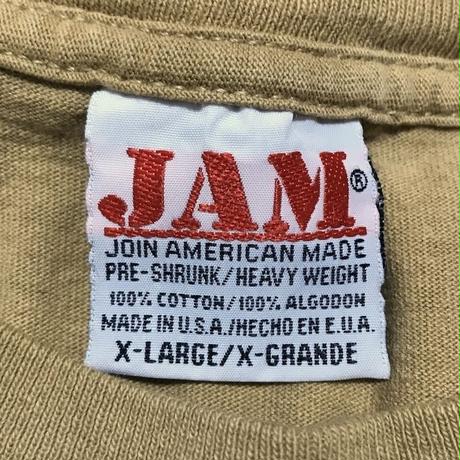 JAM®
JOIN AMERICAN MADE
PRE-SHRUNK/HEAVY WEIGHT
100% COTTON/100% ALGODON
MADE IN U.S.A./HECHO EN E.U.A.
X-LARGE/X-GRANDE